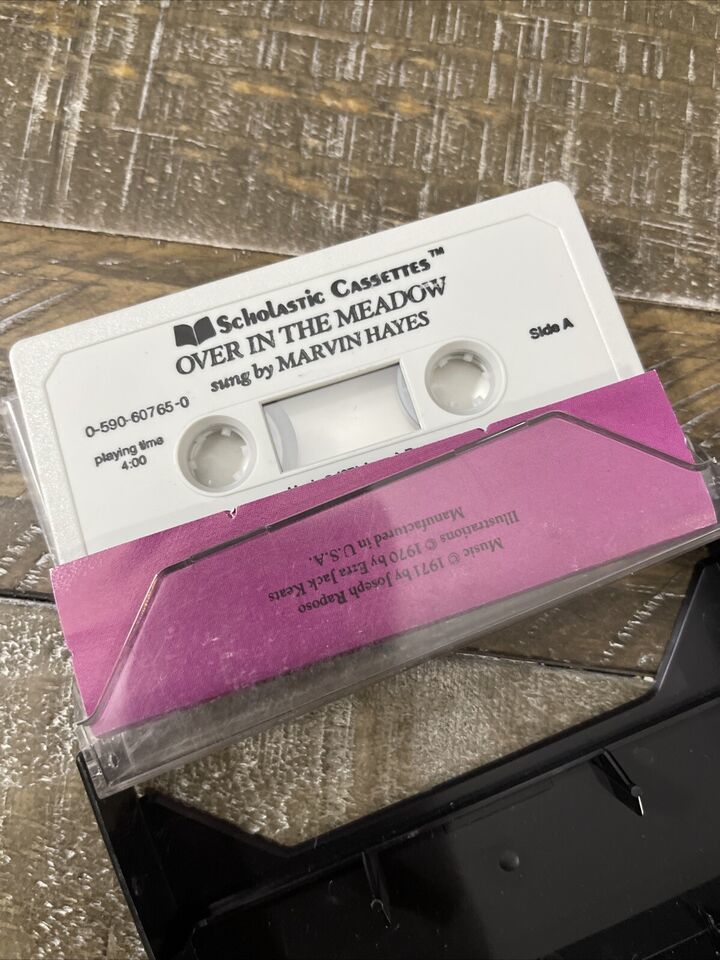 Scholastic Cassettes™
OVER IN THE MEADOW
sung by MARVIN HAYES
Side A
0-590-60765-0
playing time
4:00
Music © 1971 by Joseph Raposo
Illustrations © 1970 by Ezra Jack Keats
Manufactured in U.S.A.